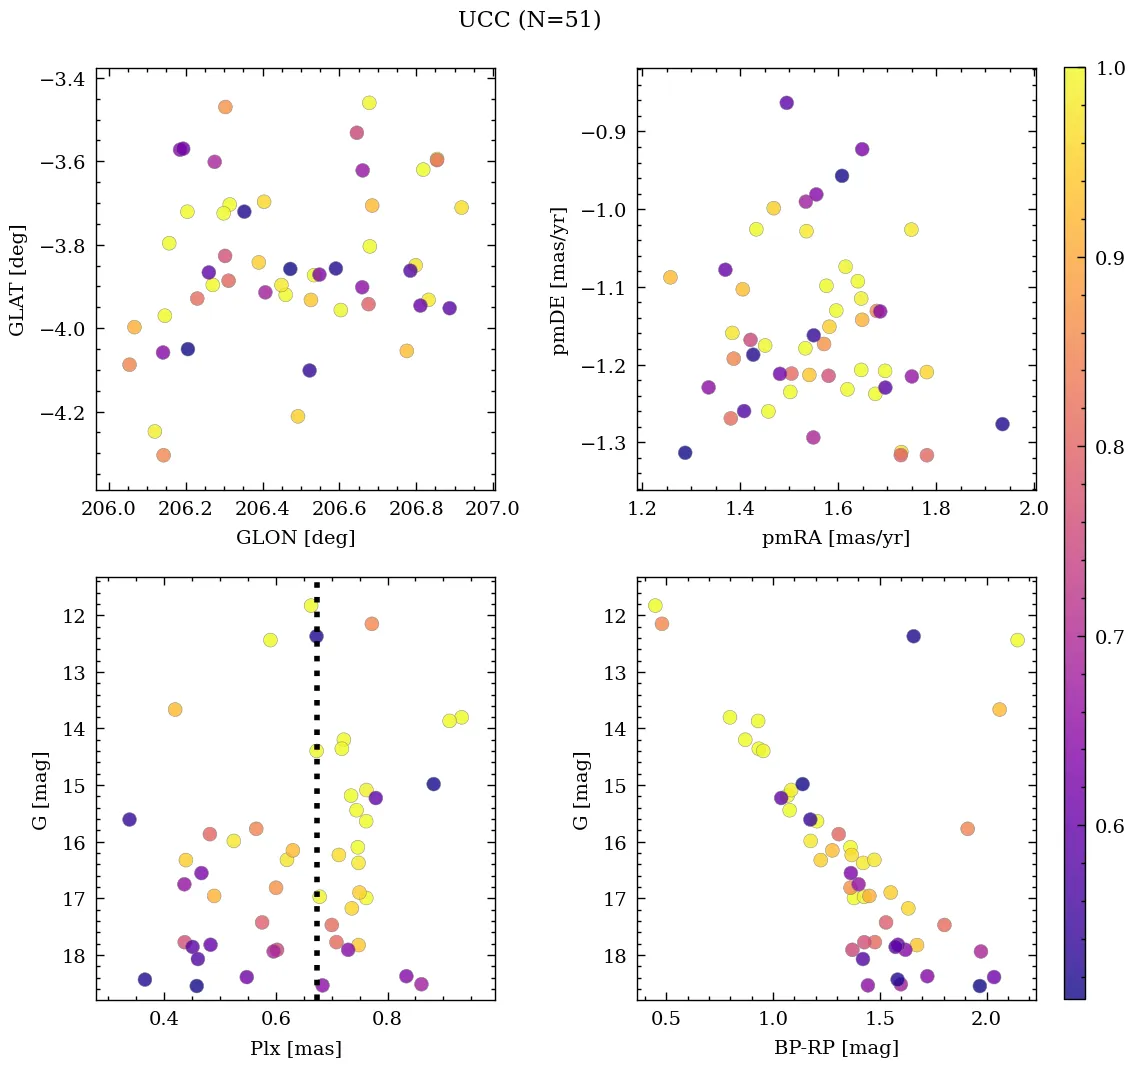 UCC (N=51)
−3.4
−3.6
−3.8
−4.0
−4.2
GLAT [deg]
206.0 206.2 206.4 206.6 206.8 207.0
GLON [deg]
−0.9
−1.0
−1.1
−1.2
−1.3
pmDE [mas/yr]
1.2 1.4 1.6 1.8 2.0
pmRA [mas/yr]
1.0
0.9
0.8
0.7
0.6
12
13
14
15
16
17
18
G [mag]
0.4 0.6 0.8
Plx [mas]
12
13
14
15
16
17
18
G [mag]
0.5 1.0 1.5 2.0
BP-RP [mag]